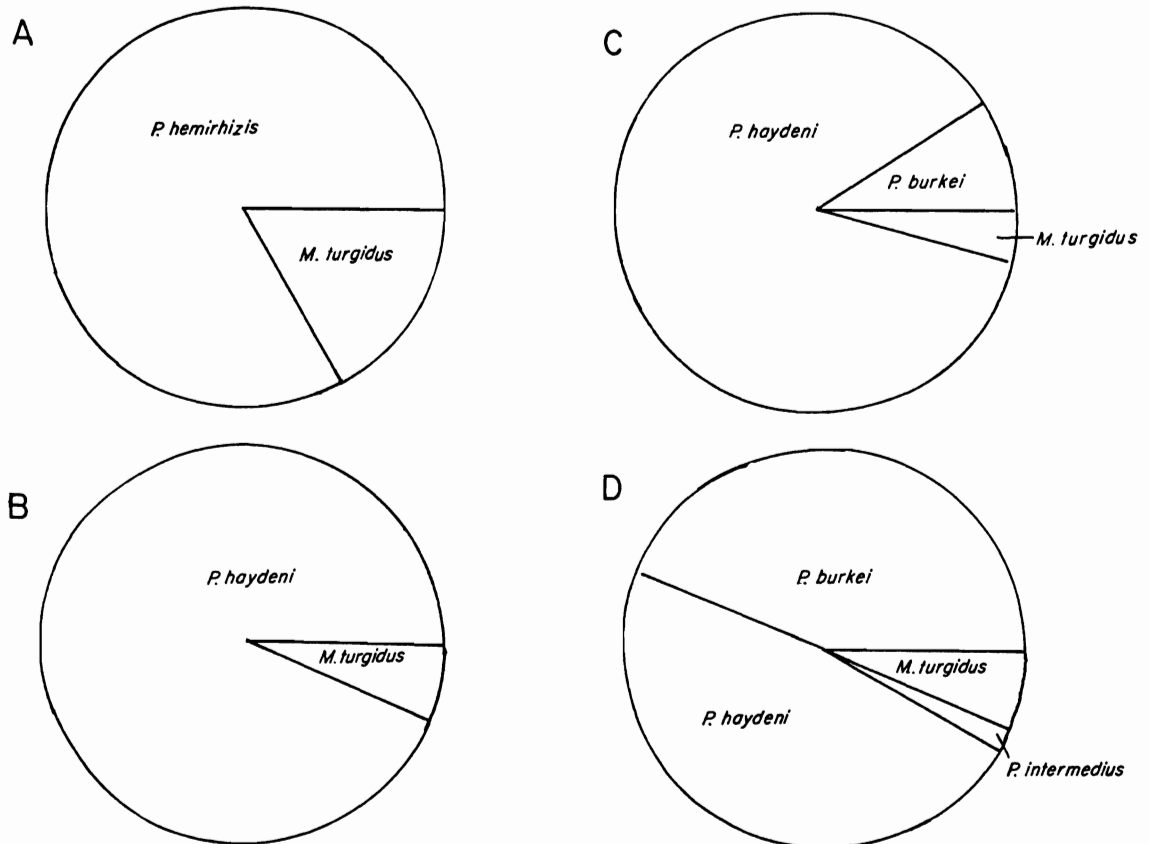 A
P. hemirhizis
M. turgidus
B
P. haydeni
M. turgidus
C
P. haydeni
P. burkei
M. turgidus
D
P. burkei
M. turgidus
P. haydeni
P. intermedius